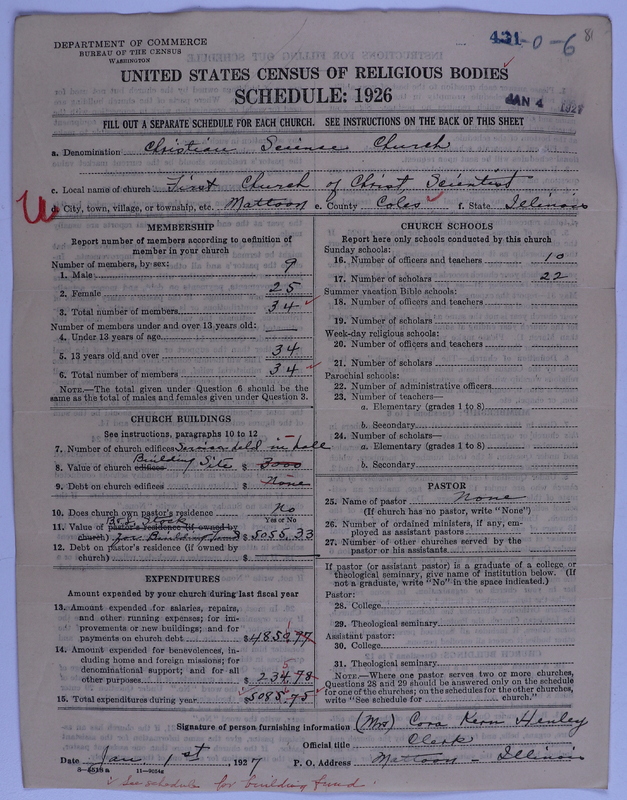 DEPARTMENT OF COMMERCE
BUREAU OF THE CENSUS
WASHINGTON
431-0-6
81
UNITED STATES CENSUS OF RELIGIOUS BODIES
SCHEDULE: 1926
JAN 4 1927
FILL OUT A SEPARATE SCHEDULE FOR EACH CHURCH. SEE INSTRUCTIONS ON THE BACK OF THIS SHEET
a. Denomination Christian Science Church
c. Local name of church First Church of Christ, Scientist
City, town, village, or township, etc. Mattoon e. County Coles f. State Illinois
MEMBERSHIP
Report number of members according to definition of
member in your church
Number of members, by sex:
1. Male 9
2. Female 25
3. Total number of members 34
Number of members under and over 13 years old:
4. Under 13 years of age
5. 13 years old and over 34
6. Total number of members 34
NOTE.—The total given under Question 6 should be the
same as the total of males and females given under Question 3.
CHURCH BUILDINGS
See instructions, paragraphs 10 to 12
7. Number of church edifices Services held in hall
8. Value of church edifices Building Site $ 3000
9. Debt on church edifices $ None
10. Does church own pastor's residence No
Yes or No
11. Value of pastor's residence (if owned by
Stock
church) for Building fund $ 5055.33
12. Debt on pastor's residence (if owned by
church) $
EXPENDITURES
Amount expended by your church during last fiscal year
13. Amount expended for salaries, repairs,
and other running expenses; for im-
provements or new buildings; and for
payments on church debt $ 4850.97
14. Amount expended for benevolences, in-
cluding home and foreign missions; for
denominational support; and for all
other purposes $ 234.78
15. Total expenditures during year $ 5085.75
CHURCH SCHOOLS
Report here only schools conducted by this church
Sunday schools:
16. Number of officers and teachers 10
17. Number of scholars 22
Summer vacation Bible schools:
18. Number of officers and teachers
19. Number of scholars
Week-day religious schools:
20. Number of officers and teachers
21. Number of scholars
Parochial schools:
22. Number of administrative officers
23. Number of teachers—
a. Elementary (grades 1 to 8)
b. Secondary
24. Number of scholars—
a. Elementary (grades 1 to 8)
b. Secondary
PASTOR
25. Name of pastor None
(If church has no pastor, write "None")
26. Number of ordained ministers, if any, em-
ployed as assistant pastors
27. Number of other churches served by the
pastor or his assistants
If pastor (or assistant pastor) is a graduate of a college or
theological seminary, give name of institution below. (If
not a graduate, write "No" in the space indicated.)
Pastor:
28. College
29. Theological seminary
Assistant pastor:
30. College
31. Theological seminary
NOTE.—Where one pastor serves two or more churches,
Questions 28 and 29 should be answered only on the schedule
for one of the churches; on the schedules for the other churches,
write "See schedule for church."
Signature of person furnishing information (Mrs) Cora Kern Henley
Official title Clerk
Date Jan. 1st, 1927 P. O. Address Mattoon - Illinois
11-9024
See schedule for building fund